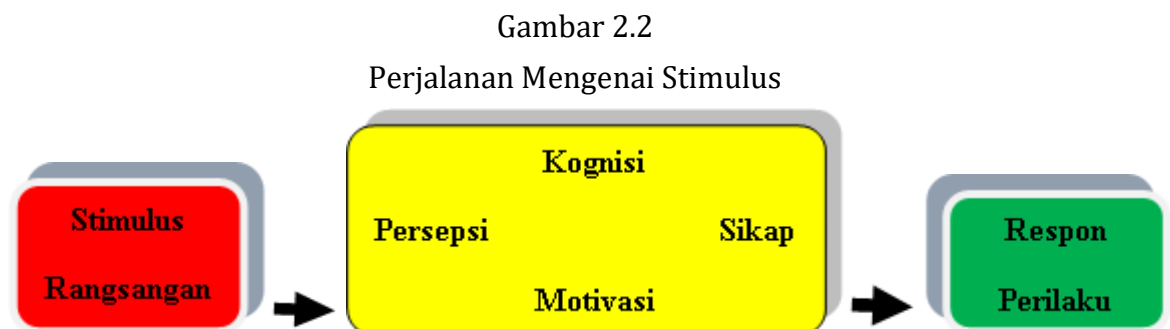 Gambar 2.2
Perjalanan Mengenai Stimulus
Stimulus
Rangsangan
Kognisi
Persepsi Sikap
Motivasi
Respon
Perilaku